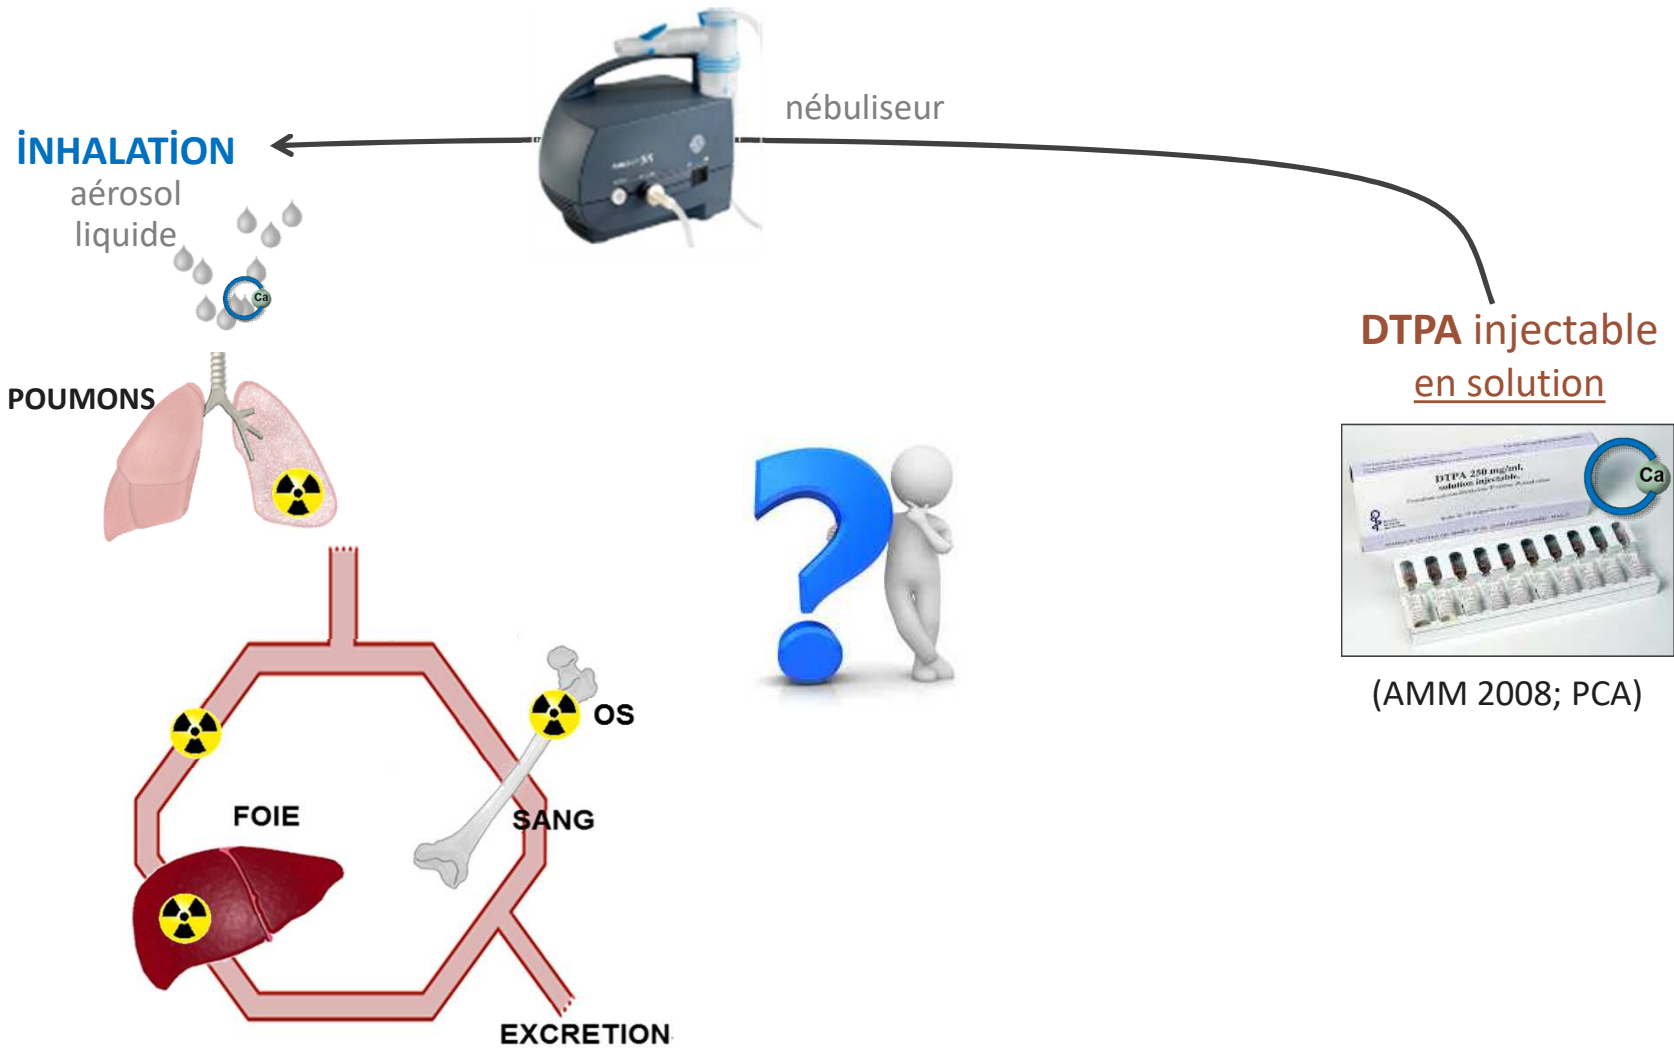 nébuliseur
İNHALATİON
aérosol
liquide
Ca
POUMONS
DTPA injectable
en solution
DTPA 250 mg/ml,
solution injectable.
Ca
(AMM 2008; PCA)
OS
FOIE
SANG
EXCRETION